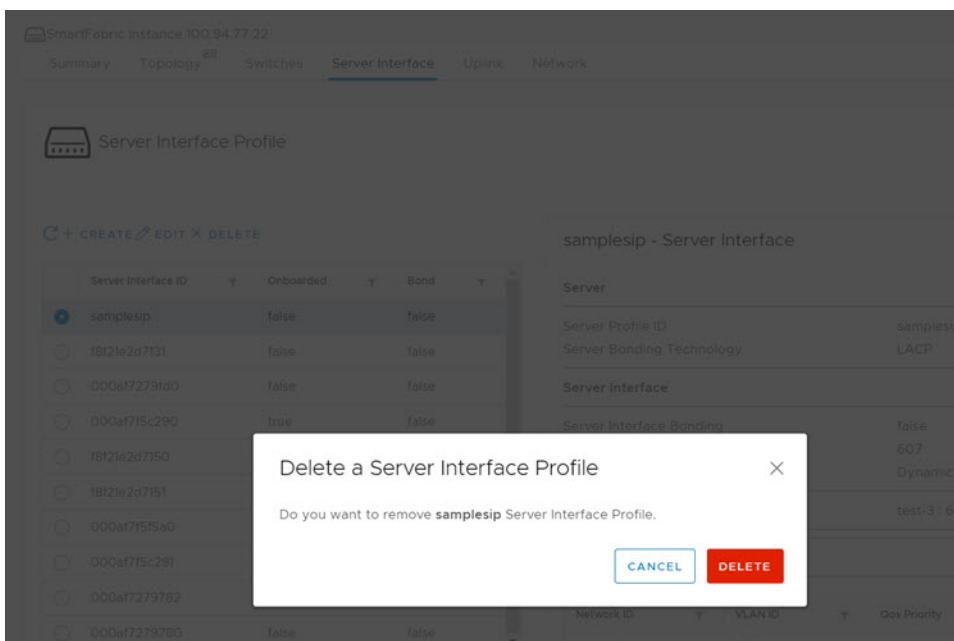 SmartFabric Instance 100.94.77.22
Summary Topology Switches Server Interface Uplink Network
Server Interface Profile
CREATE EDIT DELETE
Server Interface ID Onboarded Bond
samplesip false false
f8f21e2d7131 false false
000af7279fd0 false false
000af7f5c290 true false
f8f21e2d7150
f8f21e2d7151
000af7f5f9a0
000af7f5c291
000af7279782
000af7279780 false false
samplesip - Server Interface
Server
Server Profile ID
Server Bonding Technology LACP
Server Interface
Server Interface Bonding false
607
Dynamic
Network ID VLAN ID Qos Priority
Delete a Server Interface Profile
Do you want to remove samplesip Server Interface Profile.
CANCEL DELETE